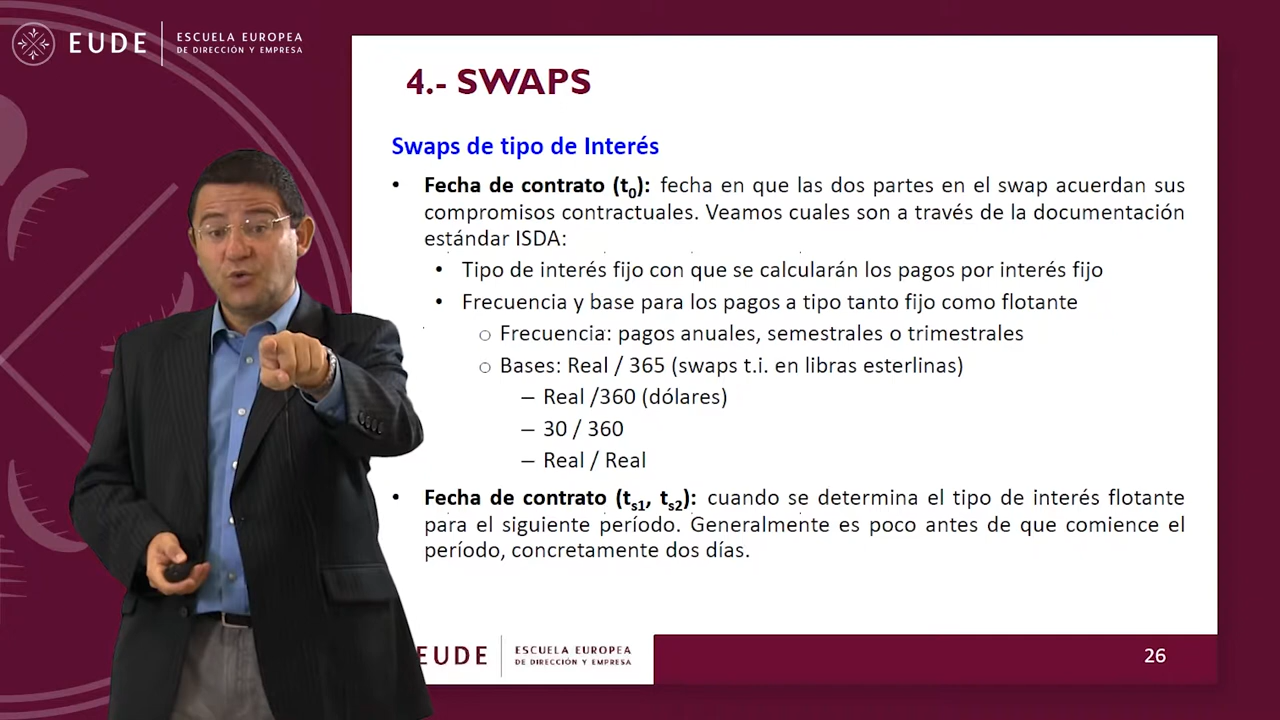 EUDE
ESCUELA EUROPEA
DE DIRECCIÓN Y EMPRESA
4.- SWAPS
Swaps de tipo de Interés
• Fecha de contrato (t0): fecha en que las dos partes en el swap acuerdan sus
compromisos contractuales. Veamos cuales son a través de la documentación
estándar ISDA:
• Tipo de interés fijo con que se calcularán los pagos por interés fijo
• Frecuencia y base para los pagos a tipo tanto fijo como flotante
○ Frecuencia: pagos anuales, semestrales o trimestrales
○ Bases: Real / 365 (swaps t.i. en libras esterlinas)
– Real /360 (dólares)
– 30 / 360
– Real / Real
• Fecha de contrato (ts1, ts2): cuando se determina el tipo de interés flotante
para el siguiente período. Generalmente es poco antes de que comience el
período, concretamente dos días.
EUDE
ESCUELA EUROPEA
DE DIRECCIÓN Y EMPRESA
26